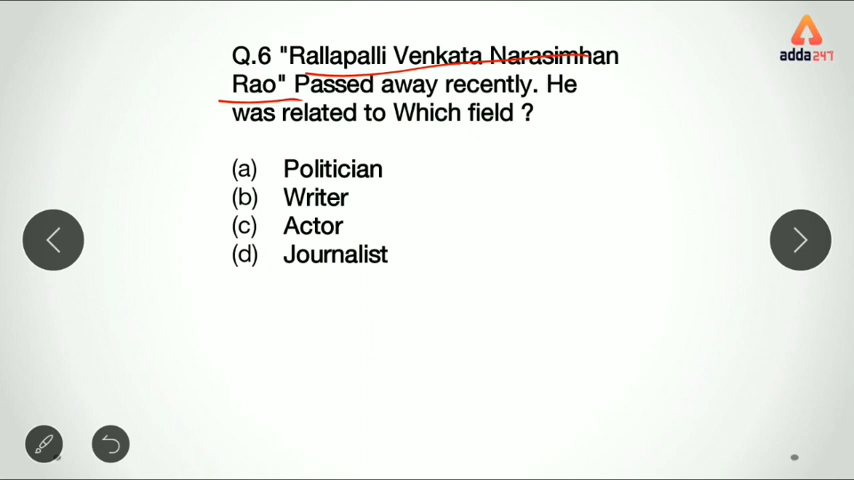 adda247
Q.6 "Rallapalli Venkata Narasimhan
Rao" Passed away recently. He
was related to Which field ?
(a) Politician
(b) Writer
(c) Actor
(d) Journalist